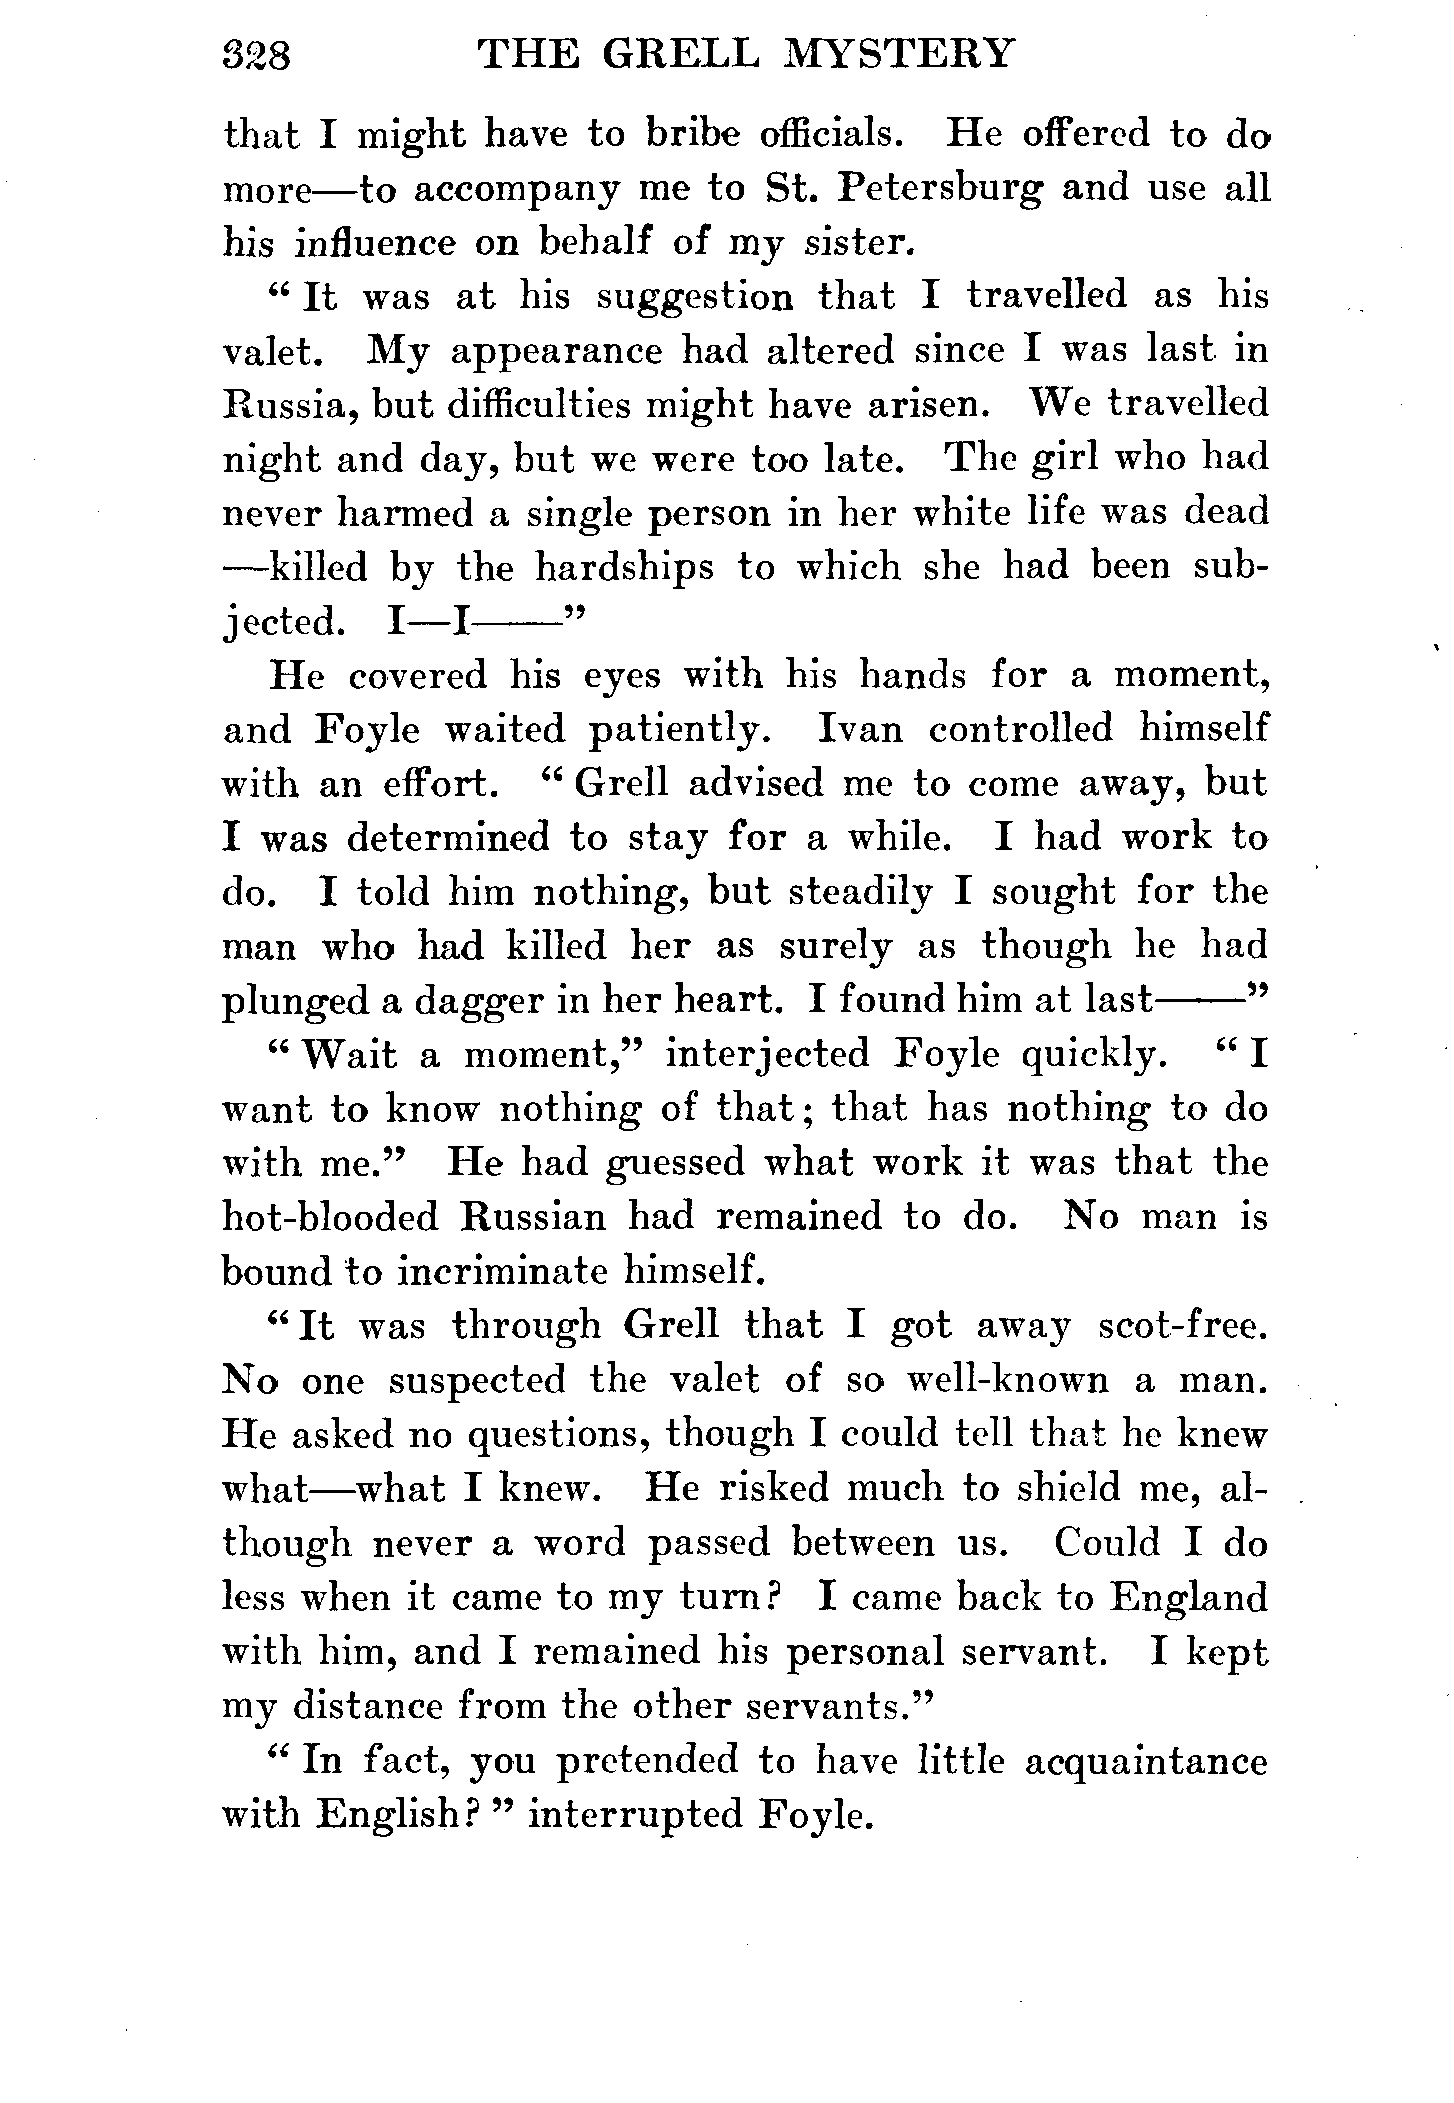 328 THE GRELL MYSTERY
that I might have to bribe officials. He offered to do
more—to accompany me to St. Petersburg and use all
his influence on behalf of my sister.
“It was at his suggestion that I travelled as his
valet. My appearance had altered since I was last in
Russia, but difficulties might have arisen. We travelled
night and day, but we were too late. The girl who had
never harmed a single person in her white life was dead
—killed by the hardships to which she had been sub-
jected. I—I——”
He covered his eyes with his hands for a moment,
and Foyle waited patiently. Ivan controlled himself
with an effort. “Grell advised me to come away, but
I was determined to stay for a while. I had work to
do. I told him nothing, but steadily I sought for the
man who had killed her as surely as though he had
plunged a dagger in her heart. I found him at last——”
“Wait a moment,” interjected Foyle quickly. “I
want to know nothing of that; that has nothing to do
with me.” He had guessed what work it was that the
hot-blooded Russian had remained to do. No man is
bound to incriminate himself.
“It was through Grell that I got away scot-free.
No one suspected the valet of so well-known a man.
He asked no questions, though I could tell that he knew
what—what I knew. He risked much to shield me, al-
though never a word passed between us. Could I do
less when it came to my turn? I came back to England
with him, and I remained his personal servant. I kept
my distance from the other servants.”
“In fact, you pretended to have little acquaintance
with English?” interrupted Foyle.